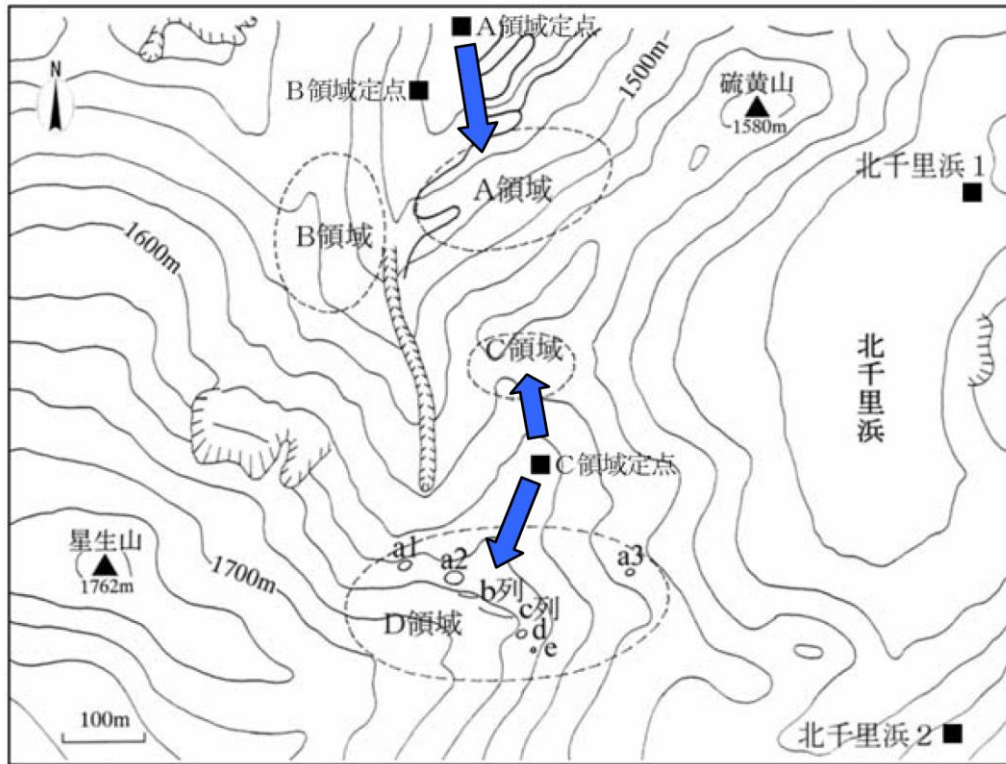 ■A領域定点
B領域定点■
N
1500m
硫黄山
▲
1580m
北千里浜1
■
A領域
B領域
1600m
C領域
北千里浜
■C領域定点
星生山
▲
1762m
1700m
a1
a2
a3
b列
c列
d
e
D領域
100m
北千里浜2■